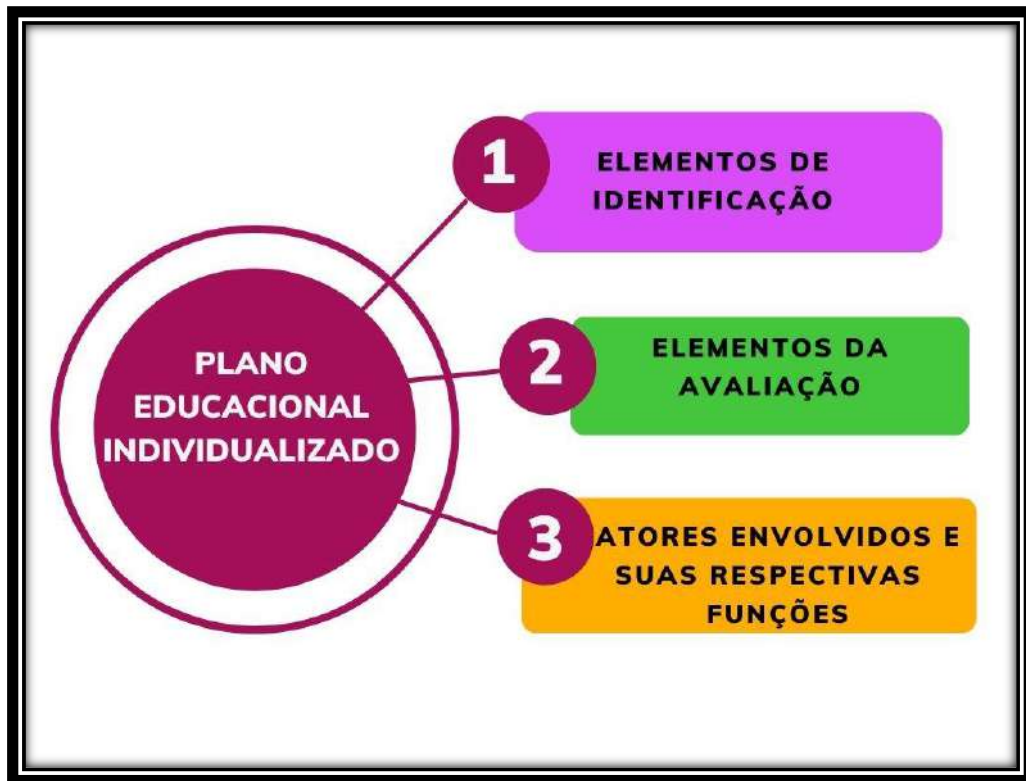 PLANO
EDUCACIONAL
INDIVIDUALIZADO
1
ELEMENTOS DE
IDENTIFICAÇÃO
2
ELEMENTOS DA
AVALIAÇÃO
3
ATORES ENVOLVIDOS E
SUAS RESPECTIVAS
FUNÇÕES